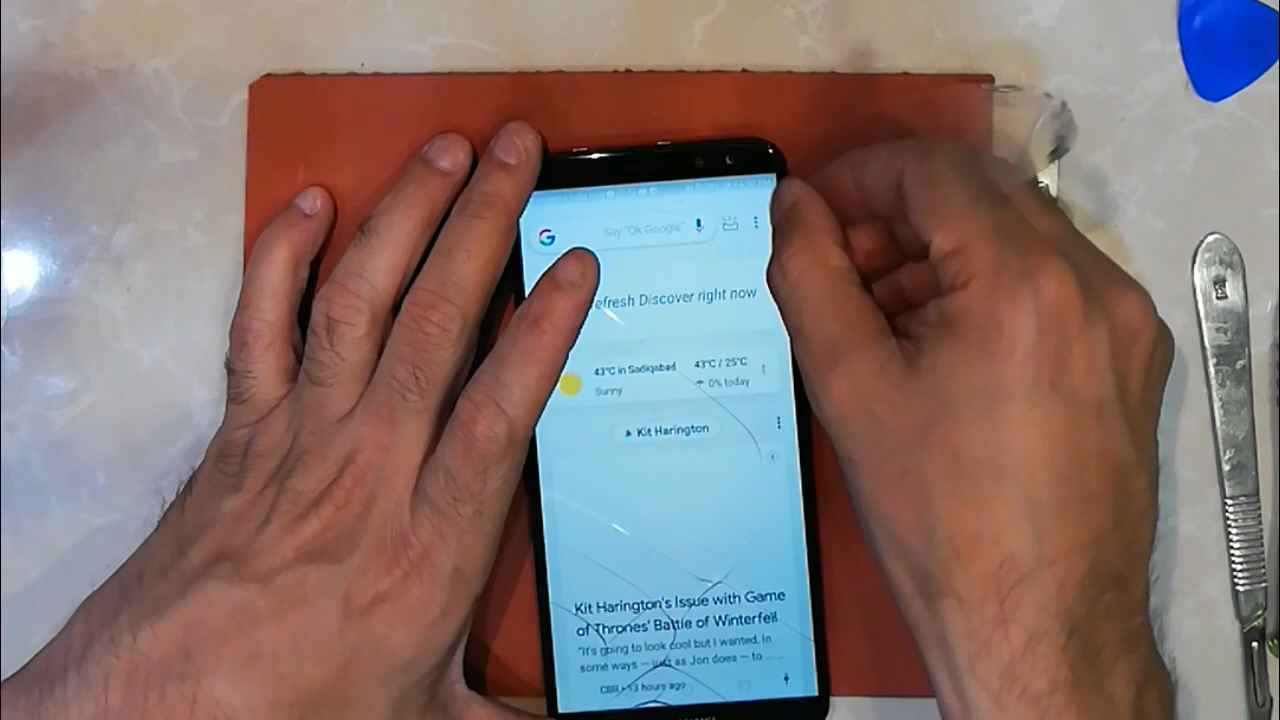 G
Say "Ok Google"
efresh Discover right now
43°C in Sadiqabad
43°C / 25°C
Sunny
0% today
Kit Harington
Kit Harington's Issue with Game
of Thrones' Battle of Winterfell
"It's going to look cool but I wanted, in
some ways — just as Jon does — to ...
CBR • 13 hours ago